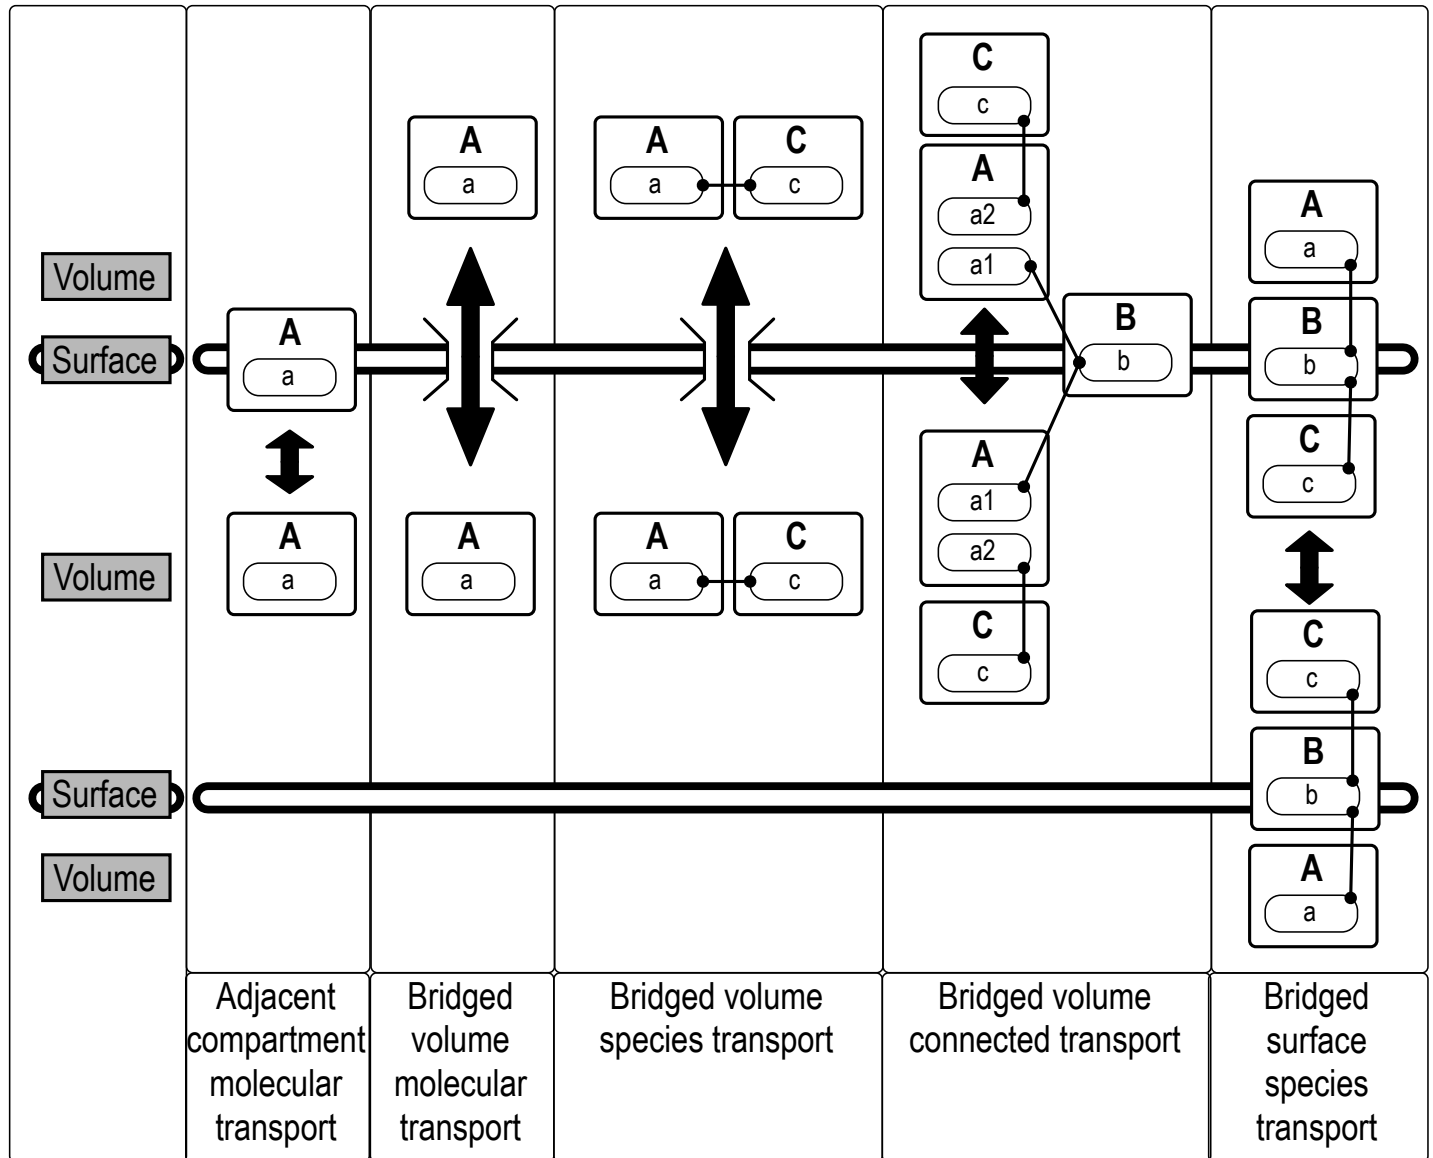 Volume
Surface
Volume
Surface
Volume
A
a
A
a
Adjacent
compartment
molecular
transport
A
a
A
a
Bridged
volume
molecular
transport
A
a
C
c
A
a
C
c
Bridged volume
species transport
C
c
A
a2
a1
B
b
A
a1
a2
C
c
Bridged volume
connected transport
A
a
B
b
C
c
C
c
B
b
A
a
Bridged
surface
species
transport